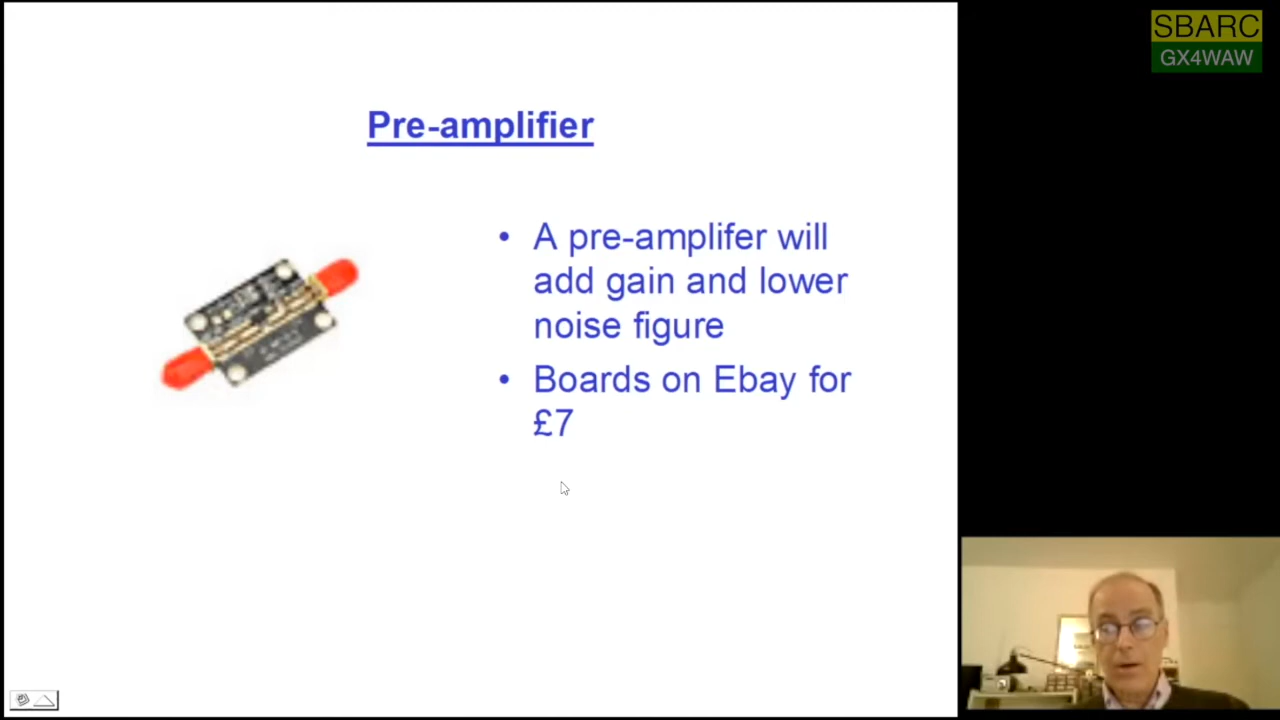 SBARC
GX4WAW
Pre-amplifier
• A pre-amplifer will
add gain and lower
noise figure
• Boards on Ebay for
£7